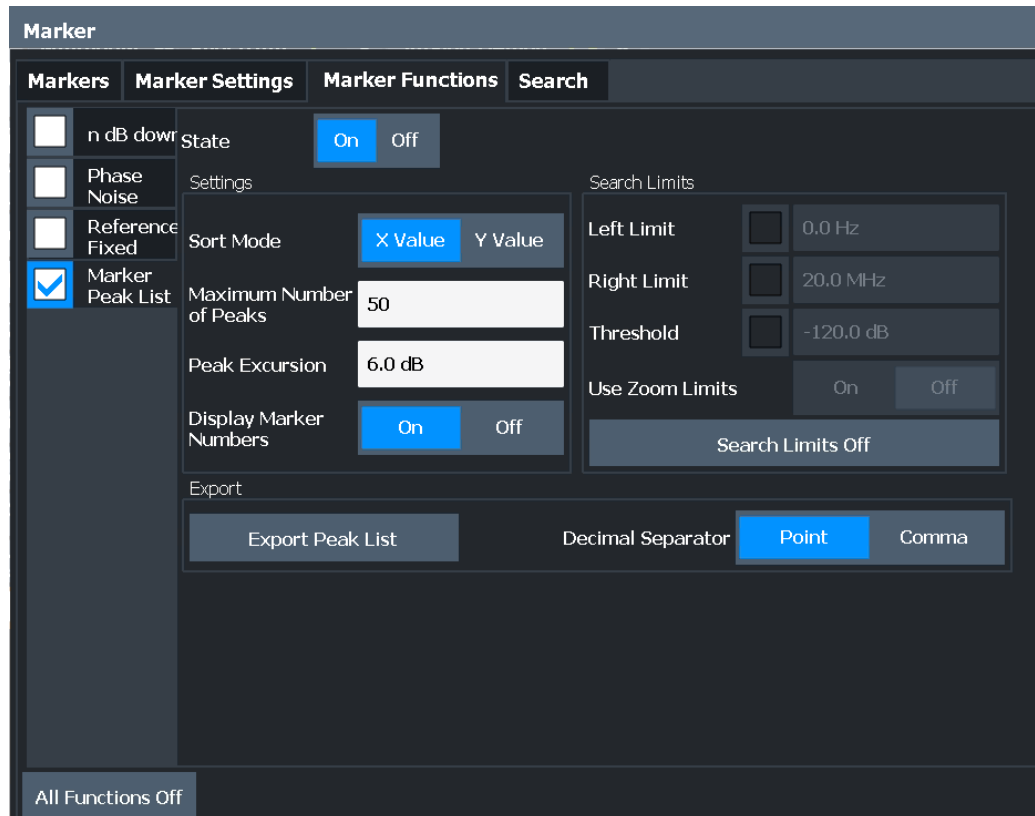 Marker
Markers Marker Settings Marker Functions Search
n dB down
State On Off
Phase
Noise
Settings
Search Limits
Reference
Fixed
Sort Mode X Value Y Value
Left Limit 0.0 Hz
Marker
Peak List
Maximum Number
of Peaks
50
Right Limit 20.0 MHz
Threshold -120.0 dB
Peak Excursion 6.0 dB
Use Zoom Limits On Off
Display Marker
Numbers
On Off
Search Limits Off
Export
Export Peak List
Decimal Separator Point Comma
All Functions Off